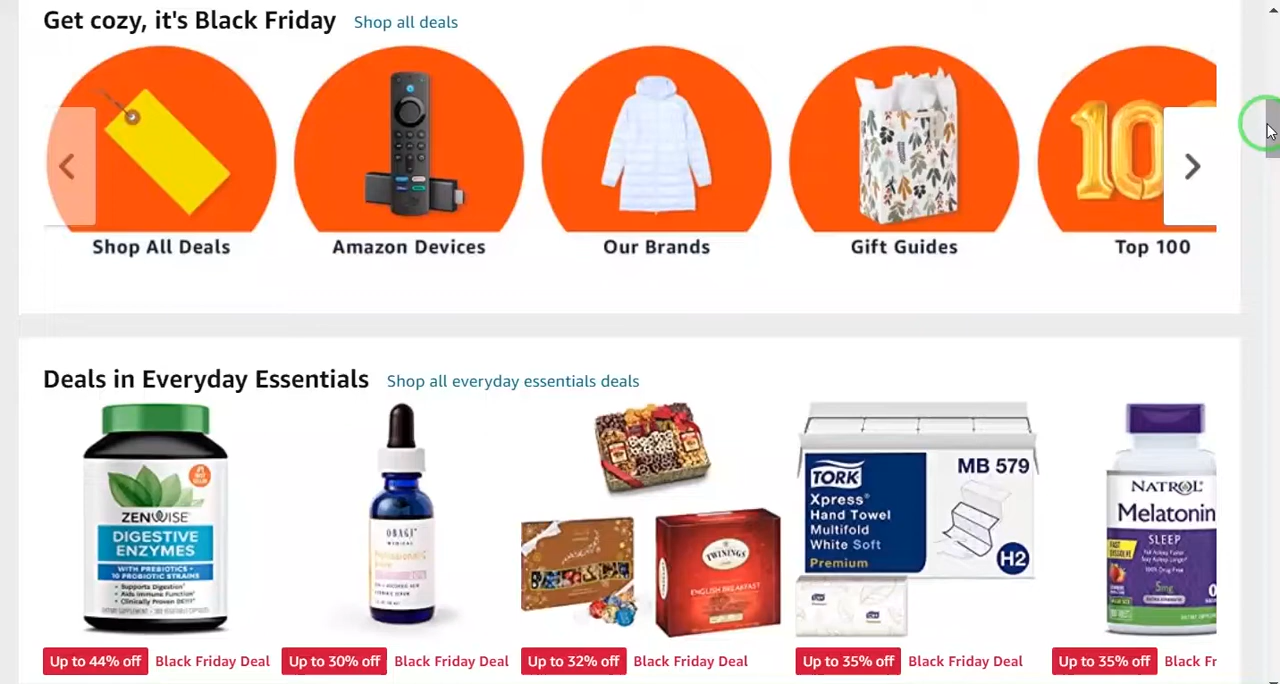 Get cozy, it's Black Friday Shop all deals
Shop All Deals
Amazon Devices
Our Brands
Gift Guides
Top 100
Deals in Everyday Essentials Shop all everyday essentials deals
ZENWISE
DIGESTIVE
ENZYMES
WITH PREBIOTICS +
10 PROBIOTIC STRAINS
• Supports Digestion
• Aids Immune Function
• Clinically Proven DE111
OBAGI
MEDICAL
TWININGS
ENGLISH BREAKFAST
TORK
MB 579
Xpress®
Hand Towel
Multifold
White Soft
Premium
H2
NATROL
Melatonin
SLEEP
FAST
DISSOLVE
5mg
Up to 44% off Black Friday Deal
Up to 30% off Black Friday Deal
Up to 32% off Black Friday Deal
Up to 35% off Black Friday Deal
Up to 35% off Black Fr